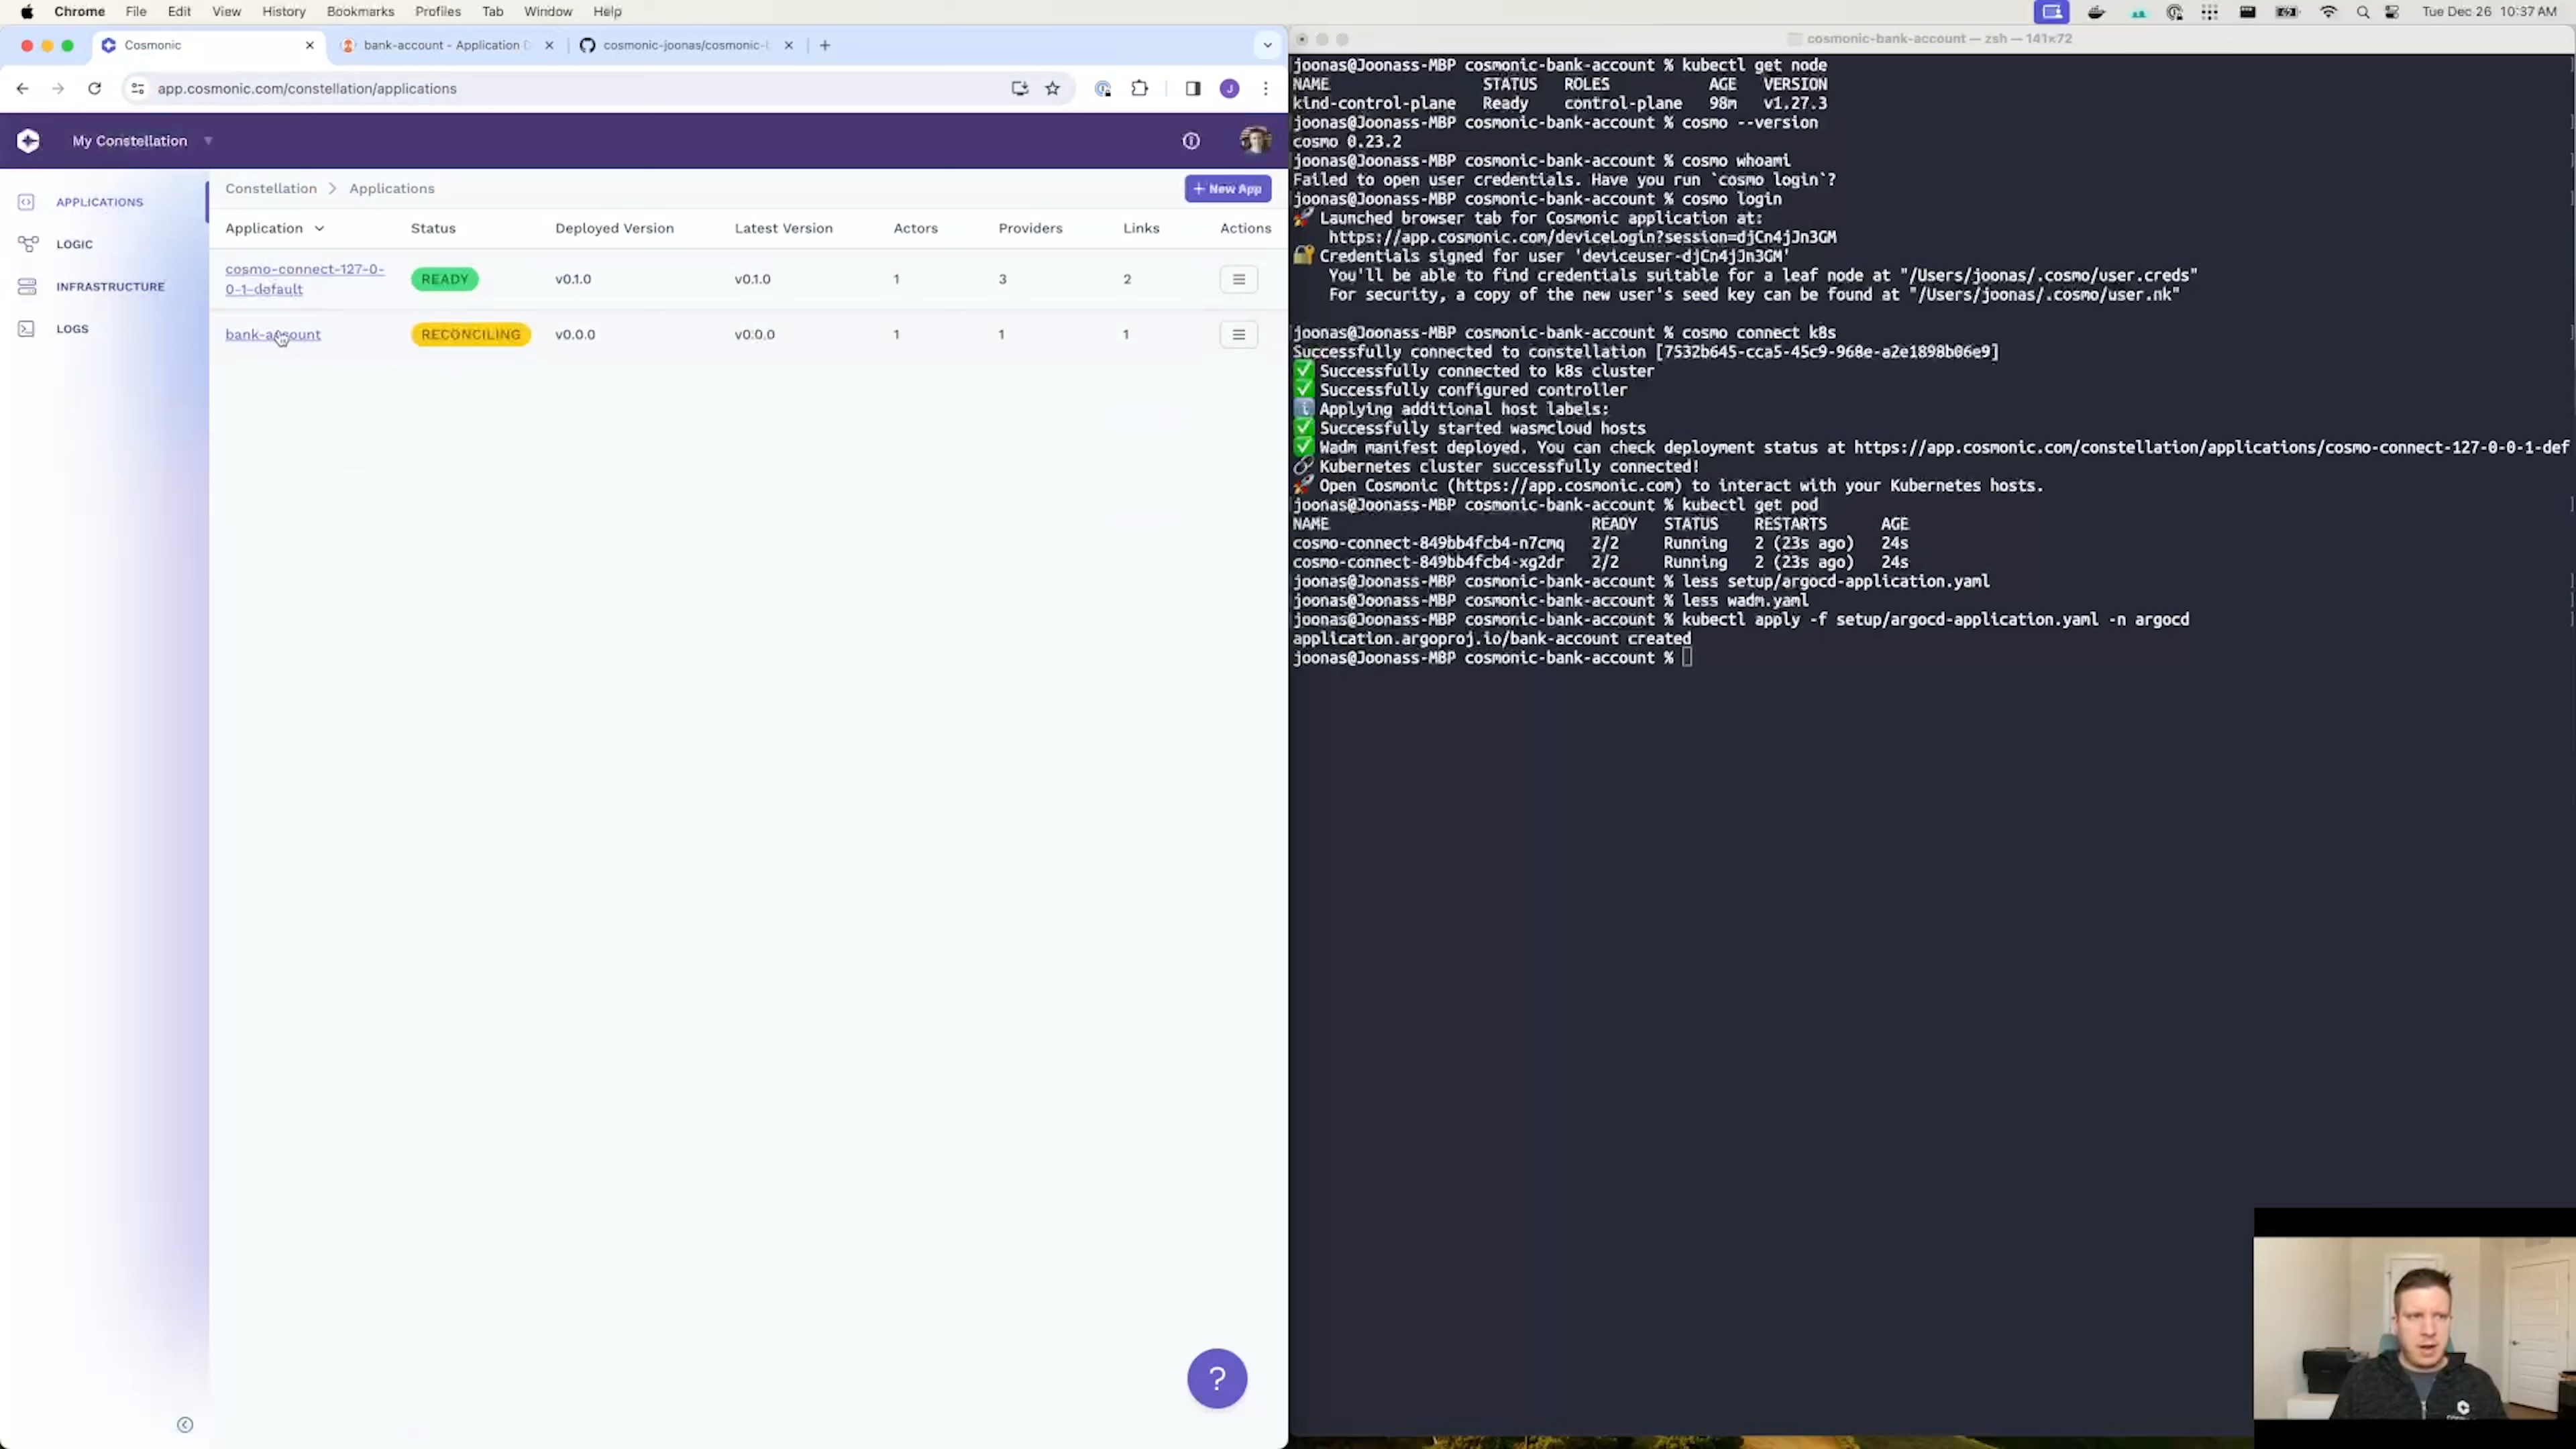 Chrome File Edit View History Bookmarks Profiles Tab Window Help
Tue Dec 26 10:37 AM
Cosmonic
bank-account - Application D
cosmonic-joonas/cosmonic-b
app.cosmonic.com/constellation/applications
J
My Constellation
APPLICATIONS
LOGIC
INFRASTRUCTURE
LOGS
Constellation > Applications
+ New App
Application Status Deployed Version Latest Version Actors Providers Links Actions
cosmo-connect-127-0-
0-1-default
READY v0.1.0 v0.1.0 1 3 2
bank-account RECONCILING v0.0.0 v0.0.0 1 1 1
?
cosmonic-bank-account — zsh — 141×72
joonas@Joonass-MBP cosmonic-bank-account % kubectl get node
NAME STATUS ROLES AGE VERSION
kind-control-plane Ready control-plane 98m v1.27.3
joonas@Joonass-MBP cosmonic-bank-account % cosmo --version
cosmo 0.23.2
joonas@Joonass-MBP cosmonic-bank-account % cosmo whoami
Failed to open user credentials. Have you run `cosmo login`?
joonas@Joonass-MBP cosmonic-bank-account % cosmo login
Launched browser tab for Cosmonic application at:
https://app.cosmonic.com/deviceLogin?session=djCn4jJn3GM
Credentials signed for user 'deviceuser-djCn4jJn3GM'
You'll be able to find credentials suitable for a leaf node at "/Users/joonas/.cosmo/user.creds"
For security, a copy of the new user's seed key can be found at "/Users/joonas/.cosmo/user.nk"
joonas@Joonass-MBP cosmonic-bank-account % cosmo connect k8s
Successfully connected to constellation [7532b645-cca5-45c9-968e-a2e1898b06e9]
Successfully connected to k8s cluster
Successfully configured controller
Applying additional host labels:
Successfully started wasmcloud hosts
Wadm manifest deployed. You can check deployment status at https://app.cosmonic.com/constellation/applications/cosmo-connect-127-0-0-1-def
Kubernetes cluster successfully connected!
Open Cosmonic (https://app.cosmonic.com) to interact with your Kubernetes hosts.
joonas@Joonass-MBP cosmonic-bank-account % kubectl get pod
NAME READY STATUS RESTARTS AGE
cosmo-connect-849bb4fcb4-n7cmq 2/2 Running 2 (23s ago) 24s
cosmo-connect-849bb4fcb4-xg2dr 2/2 Running 2 (23s ago) 24s
joonas@Joonass-MBP cosmonic-bank-account % less setup/argocd-application.yaml
joonas@Joonass-MBP cosmonic-bank-account % less wadm.yaml
joonas@Joonass-MBP cosmonic-bank-account % kubectl apply -f setup/argocd-application.yaml -n argocd
application.argoproj.io/bank-account created
joonas@Joonass-MBP cosmonic-bank-account %